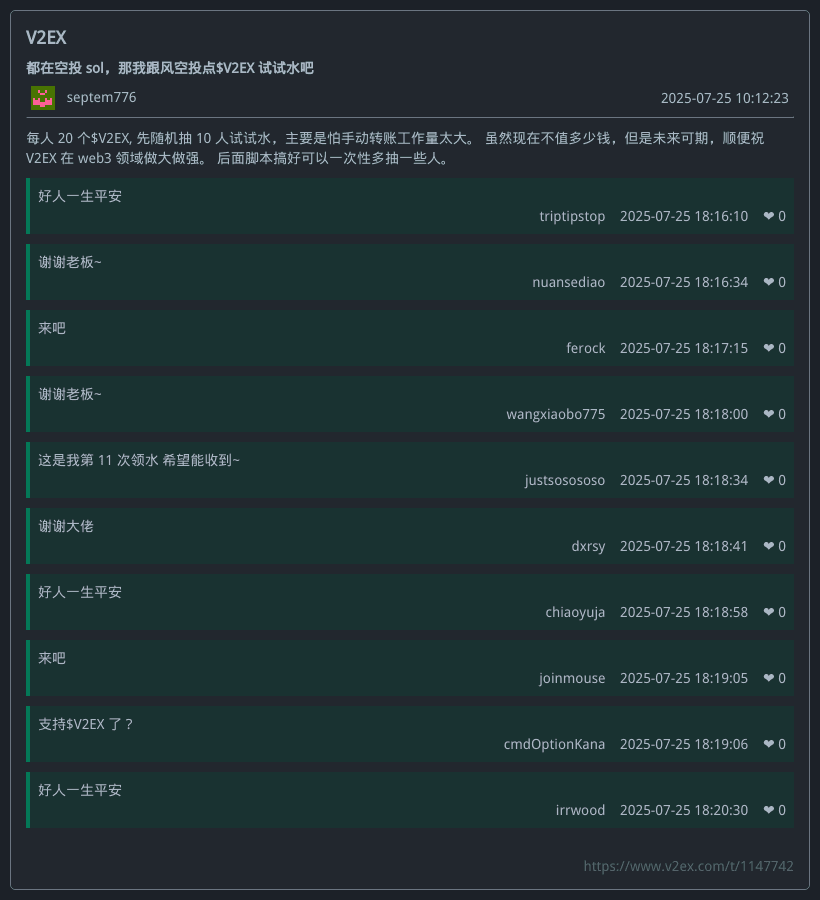 V2EX
都在空投 sol，那我跟风空投点$V2EX 试试水吧
septem776 2025-07-25 10:12:23
每人 20 个$V2EX, 先随机抽 10 人试试水，主要是怕手动转账工作量太大。 虽然现在不值多少钱，但是未来可期，顺便祝
V2EX 在 web3 领域做大做强。 后面脚本搞好可以一次性多抽一些人。
好人一生平安
triptipstop 2025-07-25 18:16:10 ❤ 0
谢谢老板~
nuansediao 2025-07-25 18:16:34 ❤ 0
来吧
ferock 2025-07-25 18:17:15 ❤ 0
谢谢老板~
wangxiaobo775 2025-07-25 18:18:00 ❤ 0
这是我第 11 次领水 希望能收到~
justsosososo 2025-07-25 18:18:34 ❤ 0
谢谢大佬
dxrsy 2025-07-25 18:18:41 ❤ 0
好人一生平安
chiaoyuja 2025-07-25 18:18:58 ❤ 0
来吧
joinmouse 2025-07-25 18:19:05 ❤ 0
支持$V2EX 了？
cmdOptionKana 2025-07-25 18:19:06 ❤ 0
好人一生平安
irrwood 2025-07-25 18:20:30 ❤ 0
https://www.v2ex.com/t/1147742